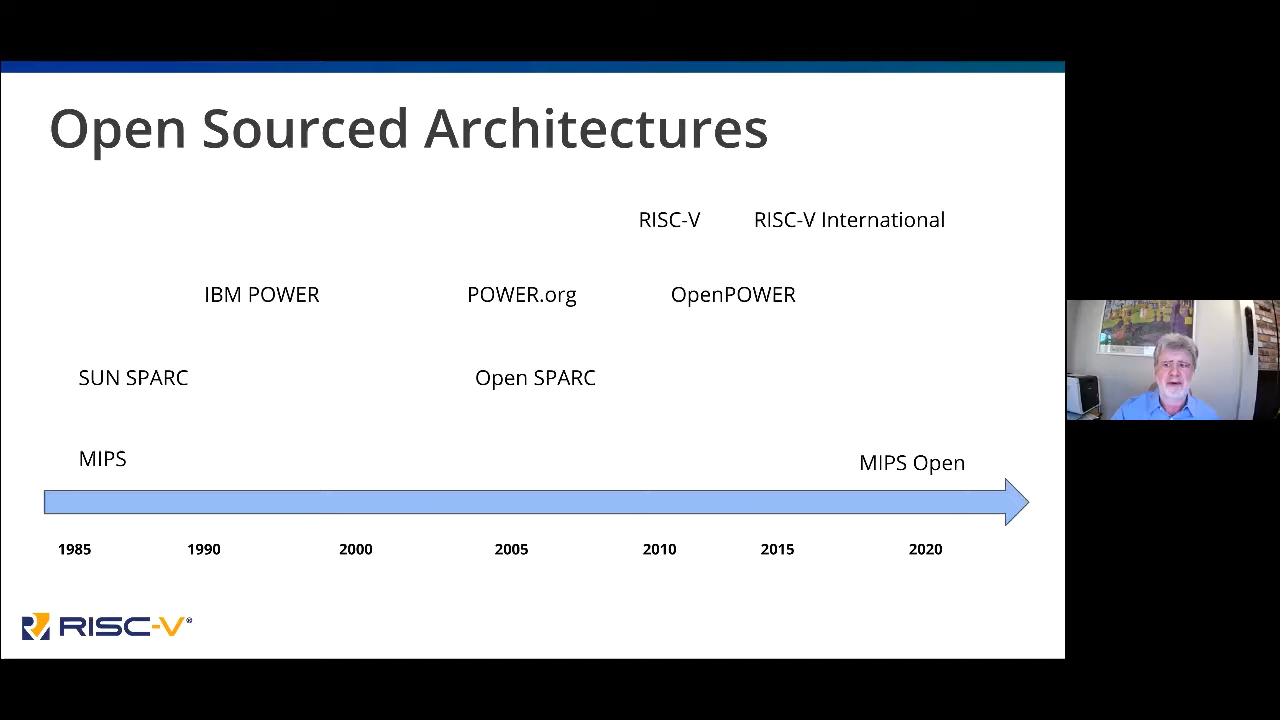 Open Sourced Architectures
RISC-V RISC-V International
IBM POWER POWER.org OpenPOWER
SUN SPARC Open SPARC
MIPS MIPS Open
1985 1990 2000 2005 2010 2015 2020
RISC-V®